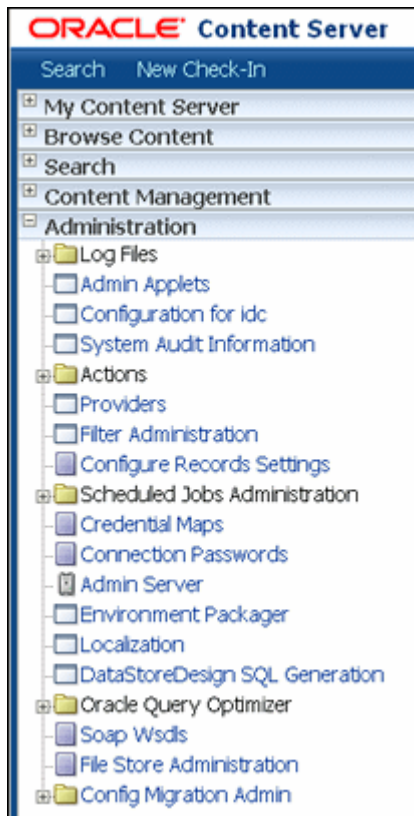 ORACLE Content Server
Search New Check-In
My Content Server
Browse Content
Search
Content Management
Administration
Log Files
Admin Applets
Configuration for idc
System Audit Information
Actions
Providers
Filter Administration
Configure Records Settings
Scheduled Jobs Administration
Credential Maps
Connection Passwords
Admin Server
Environment Packager
Localization
DataStoreDesign SQL Generation
Oracle Query Optimizer
Soap Wsdls
File Store Administration
Config Migration Admin